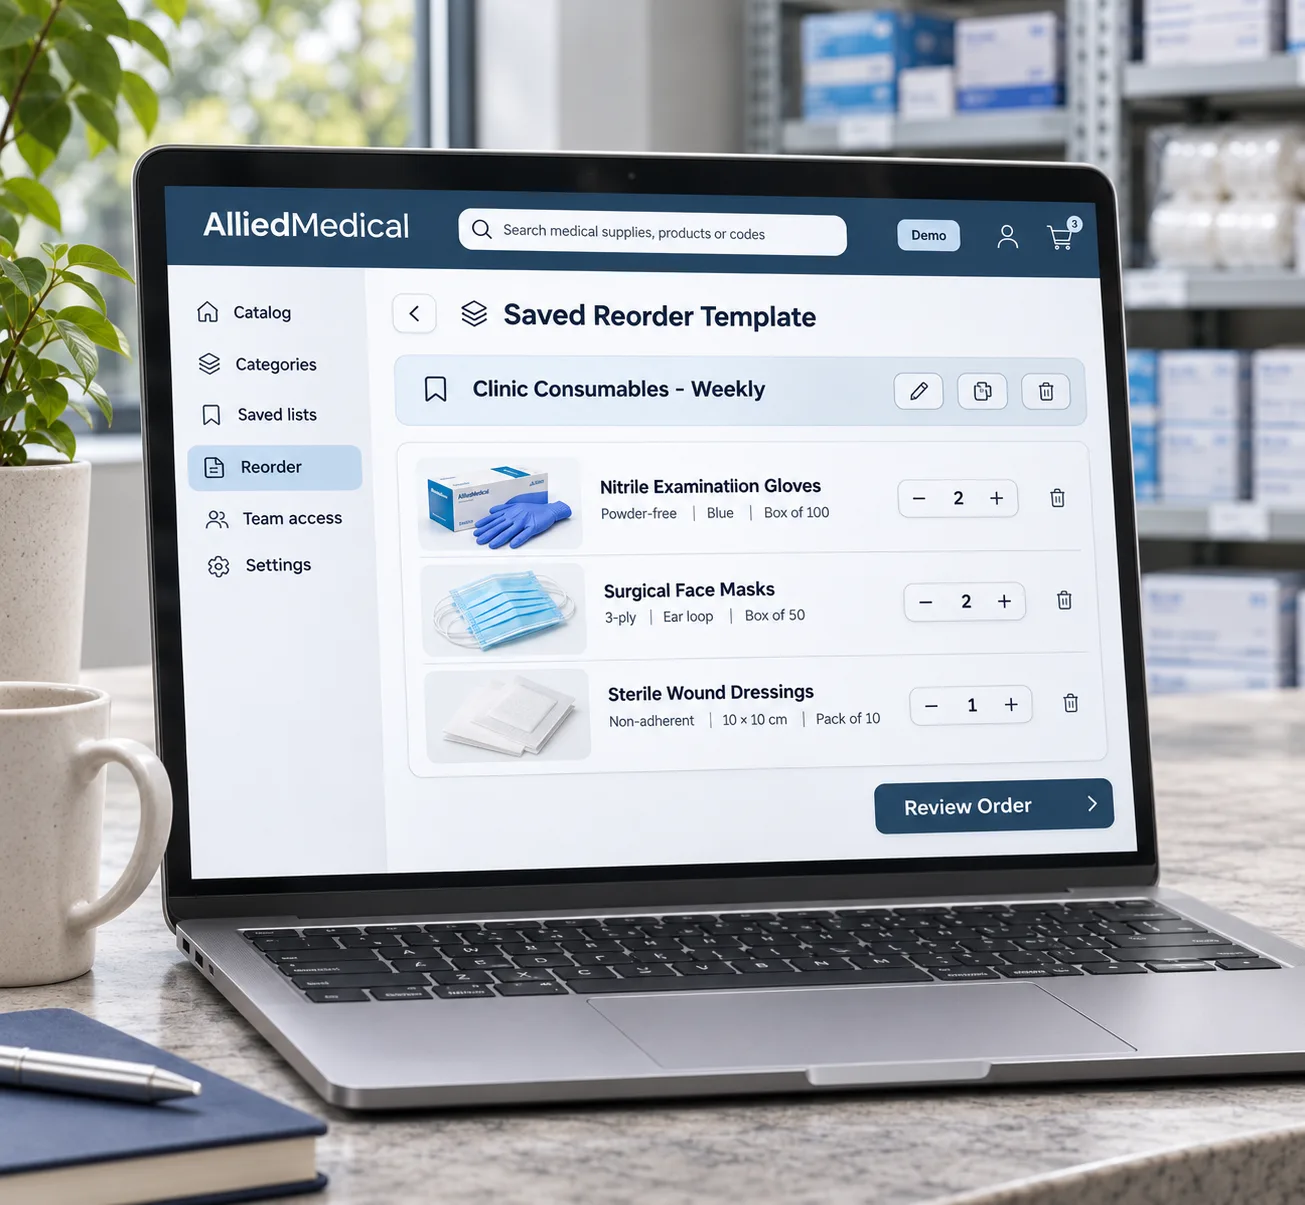 AlliedMedical
Search medical supplies, products or codes
Demo
3
Catalog
Categories
Saved lists
Reorder
Team access
Settings
Saved Reorder Template
Clinic Consumables - Weekly
AlliedMedical
Nitrile Examinatiion Gloves
Powder-free | Blue | Box of 100
2
Surgical Face Masks
3-ply | Ear loop | Box of 50
2
Sterile Wound Dressings
Non-adherent | 10 × 10 cm | Pack of 10
1
Review Order